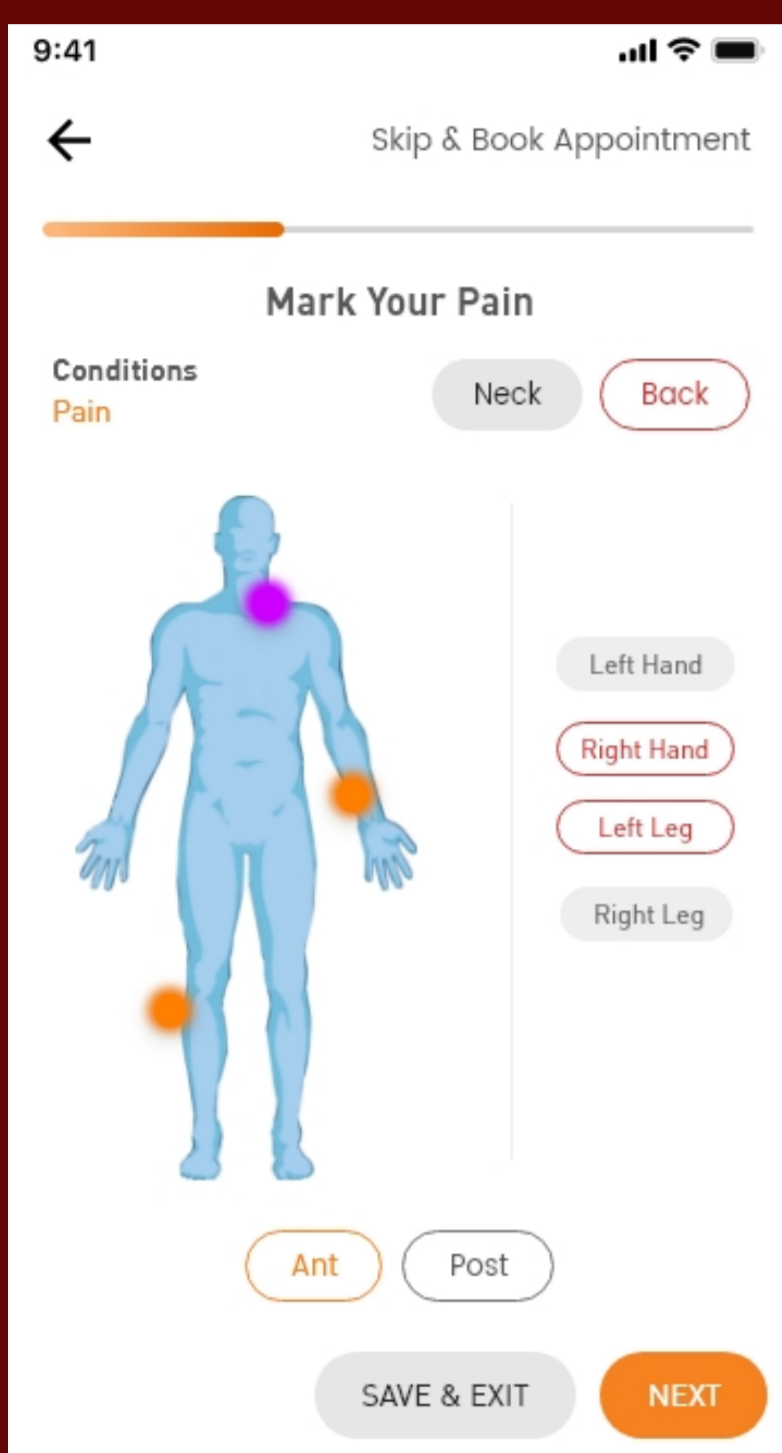 9:41
Skip & Book Appointment
Mark Your Pain
Conditions
Pain
Neck
Back
Left Hand
Right Hand
Left Leg
Right Leg
Ant
Post
SAVE & EXIT
NEXT